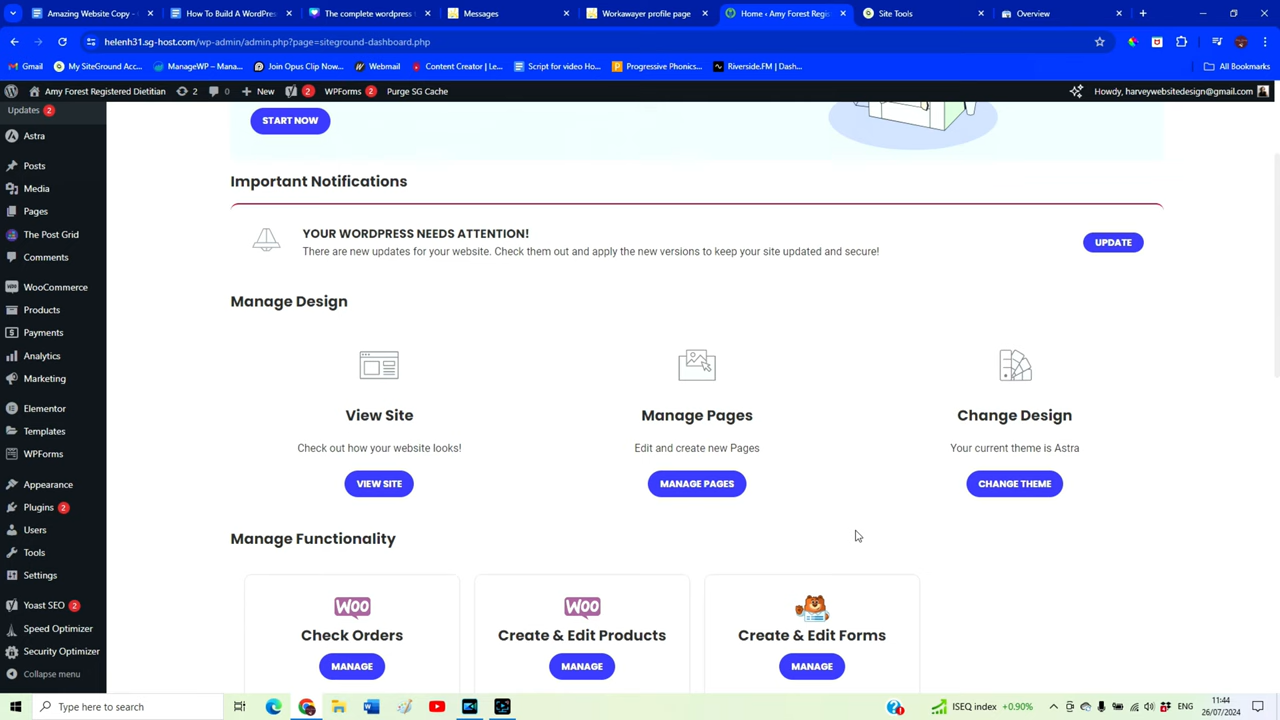 Amazing Website Copy -
How To Build A WordPres
The complete wordpress
Messages
Workawayer profile page
Home ‹ Amy Forest Regis
Site Tools
Overview
helenh31.sg-host.com/wp-admin/admin.php?page=siteground-dashboard.php
Gmail
My SiteGround Acc...
ManageWP – Mana...
Join Opus Clip Now...
Webmail
Content Creator | Le...
Script for video Ho...
Progressive Phonics...
Riverside.FM | Dash...
All Bookmarks
Amy Forest Registered Dietitian
2
0
New
2
WPForms 2
Purge SG Cache
Howdy, harveywebsitedesign@gmail.com
Updates 2
Astra
Posts
Media
Pages
The Post Grid
Comments
WooCommerce
Products
Payments
Analytics
Marketing
Elementor
Templates
WPForms
Appearance
Plugins 2
Users
Tools
Settings
Yoast SEO 2
Speed Optimizer
Security Optimizer
Collapse menu
START NOW
Important Notifications
YOUR WORDPRESS NEEDS ATTENTION!
There are new updates for your website. Check them out and apply the new versions to keep your site updated and secure!
UPDATE
Manage Design
View Site
Manage Pages
Change Design
Check out how your website looks!
Edit and create new Pages
Your current theme is Astra
VIEW SITE
MANAGE PAGES
CHANGE THEME
Manage Functionality
WOO
WOO
Check Orders
Create & Edit Products
Create & Edit Forms
MANAGE
MANAGE
MANAGE
Type here to search
ISEQ index +0.90%
ENG
11:44
26/07/2024